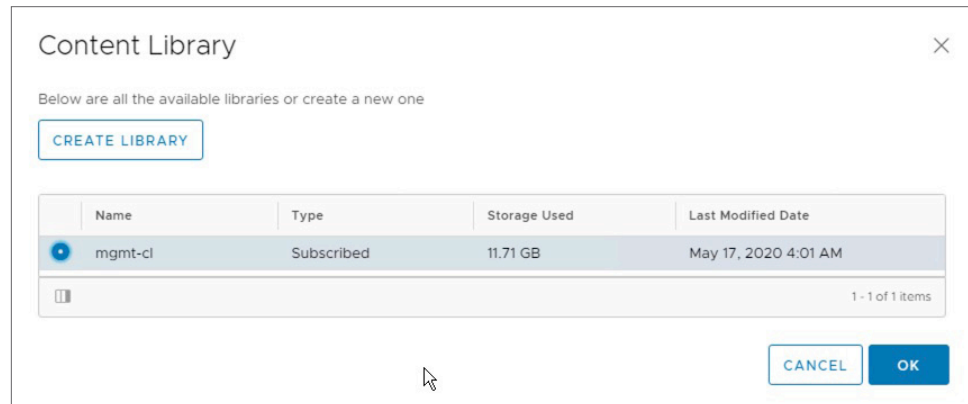 Content Library
Below are all the available libraries or create a new one
CREATE LIBRARY
Name Type Storage Used Last Modified Date
mgmt-cl Subscribed 11.71 GB May 17, 2020 4:01 AM
1 - 1 of 1 items
CANCEL OK